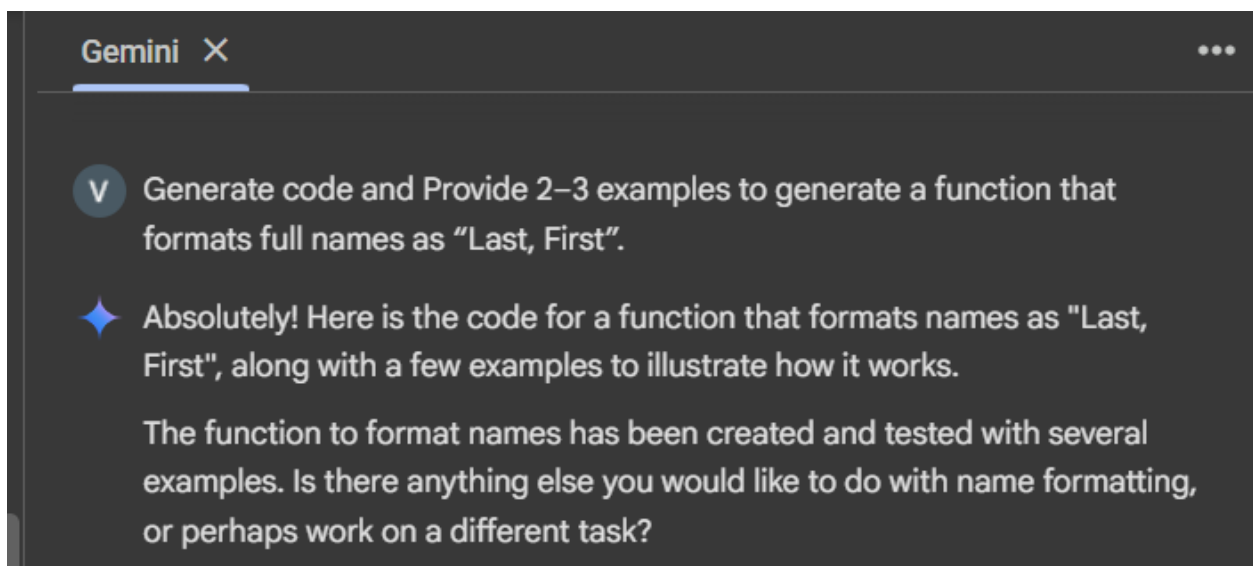 Gemini ×
V Generate code and Provide 2–3 examples to generate a function that
formats full names as “Last, First”.
Absolutely! Here is the code for a function that formats names as "Last,
First", along with a few examples to illustrate how it works.
The function to format names has been created and tested with several
examples. Is there anything else you would like to do with name formatting,
or perhaps work on a different task?